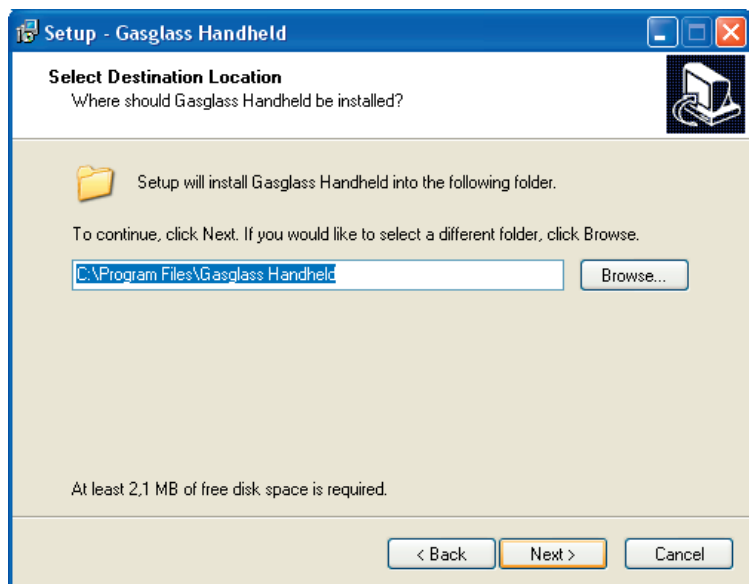 Setup - Gasglass Handheld
Select Destination Location
Where should Gasglass Handheld be installed?
Setup will install Gasglass Handheld into the following folder.
To continue, click Next. If you would like to select a different folder, click Browse.
C:\Program Files\Gasglass Handheld
Browse...
At least 2,1 MB of free disk space is required.
< Back
Next >
Cancel